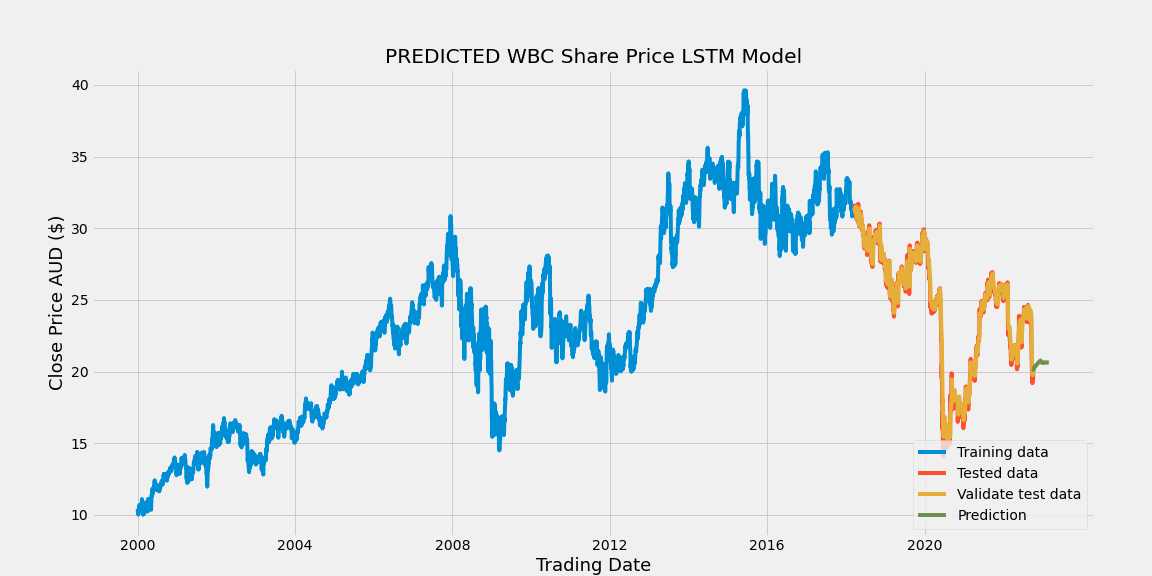 PREDICTED WBC Share Price LSTM Model
Close Price AUD ($)
40
35
30
25
20
15
10
2000 2004 2008 2012 2016 2020
Trading Date
Training data
Tested data
Validate test data
Prediction